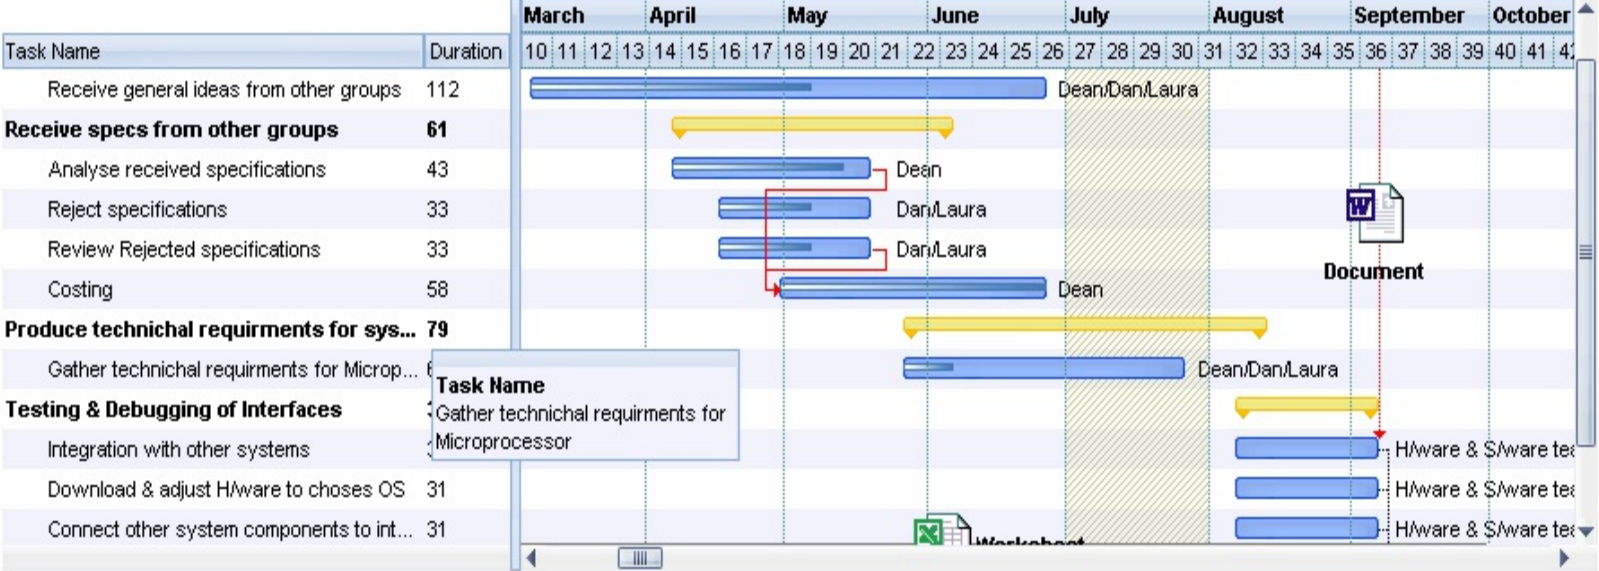 March April May June July August September October
Task Name Duration 10 11 12 13 14 15 16 17 18 19 20 21 22 23 24 25 26 27 28 29 30 31 32 33 34 35 36 37 38 39 40 41
Receive general ideas from other groups 112 Dean/Dan/Laura
Receive specs from other groups 61
Analyse received specifications 43 Dean
Reject specifications 33 Dan/Laura
Review Rejected specifications 33 Dan/Laura
Document
Costing 58 Dean
Produce technichal requirments for sys... 79
Gather technichal requirments for Microp... Dean/Dan/Laura
Task Name
Gather technichal requirments for
Microprocessor
Testing & Debugging of Interfaces
Integration with other systems H/ware & S/ware
Download & adjust H/ware to choses OS 31 H/ware & S/ware
Connect other system components to int... 31 H/ware & S/ware